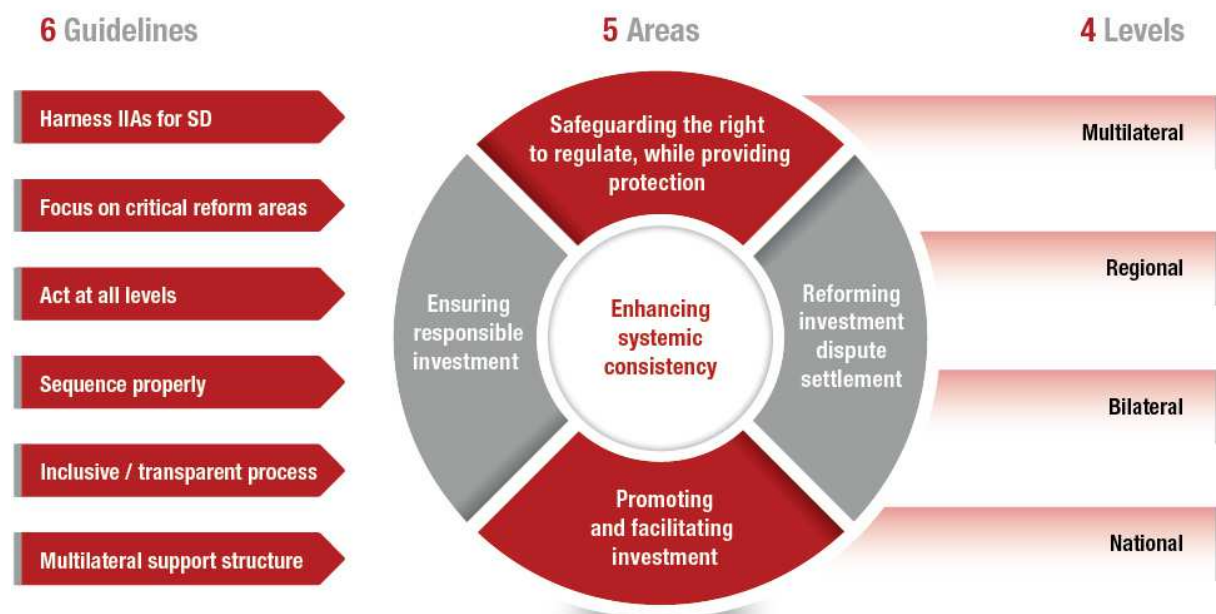 6 Guidelines
Harness IIAs for SD
Focus on critical reform areas
Act at all levels
Sequence properly
Inclusive / transparent process
Multilateral support structure
5 Areas
Safeguarding the right
to regulate, while providing
protection
Ensuring
responsible
investment
Enhancing
systemic
consistency
Reforming
investment
dispute
settlement
Promoting
and facilitating
investment
4 Levels
Multilateral
Regional
Bilateral
National